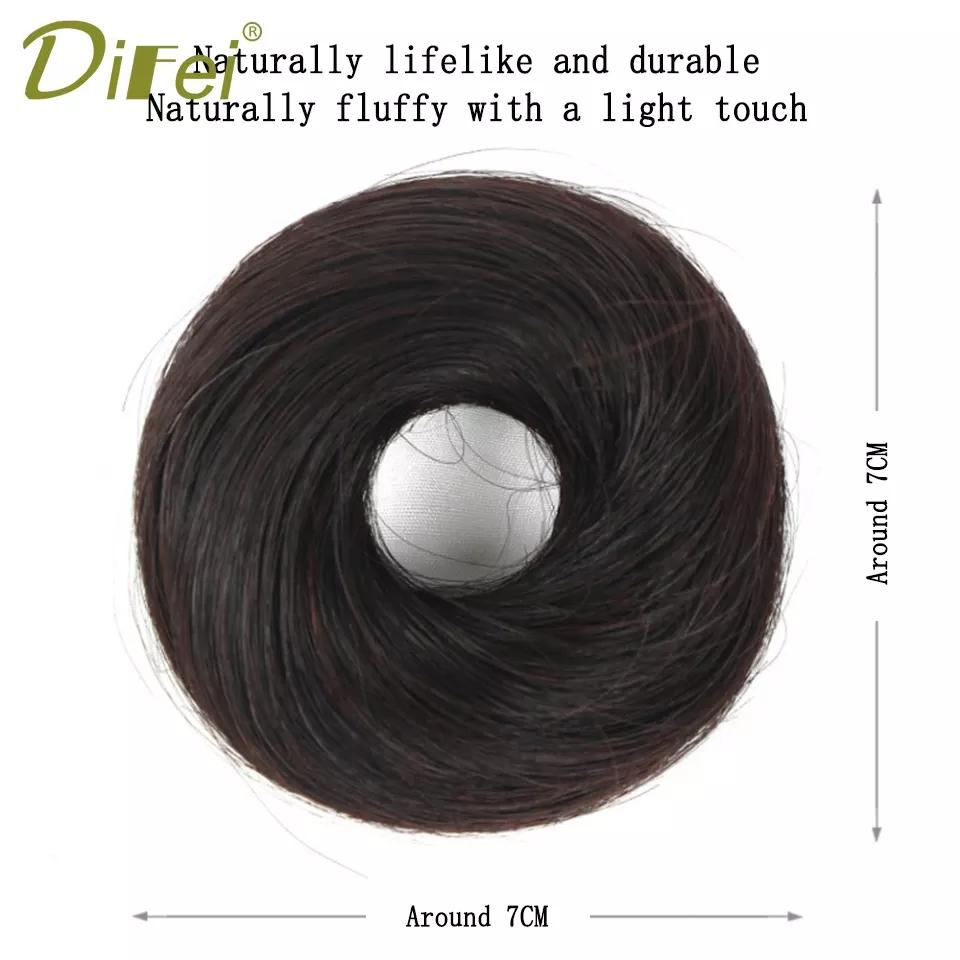 DiFei®
Naturally lifelike and durable
Naturally fluffy with a light touch
Around 7CM
Around 7CM